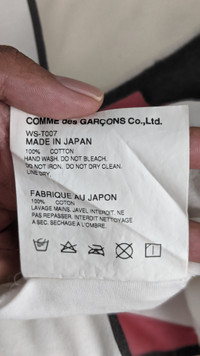 COMME des GARÇONS Co.,Ltd.
WS-T007
MADE IN JAPAN
100% COTTON
HAND WASH. DO NOT BLEACH.
DO NOT IRON. DO NOT DRY CLEAN.
LINE DRY.
FABRIQUE AU JAPON
100% COTON
LAVAGE MAINS. JAVEL INTERDIT. NE
PAS REPASSER. INTERDIT NETTOYAGE
A SEC. SECHAGE A L'OMBRE.